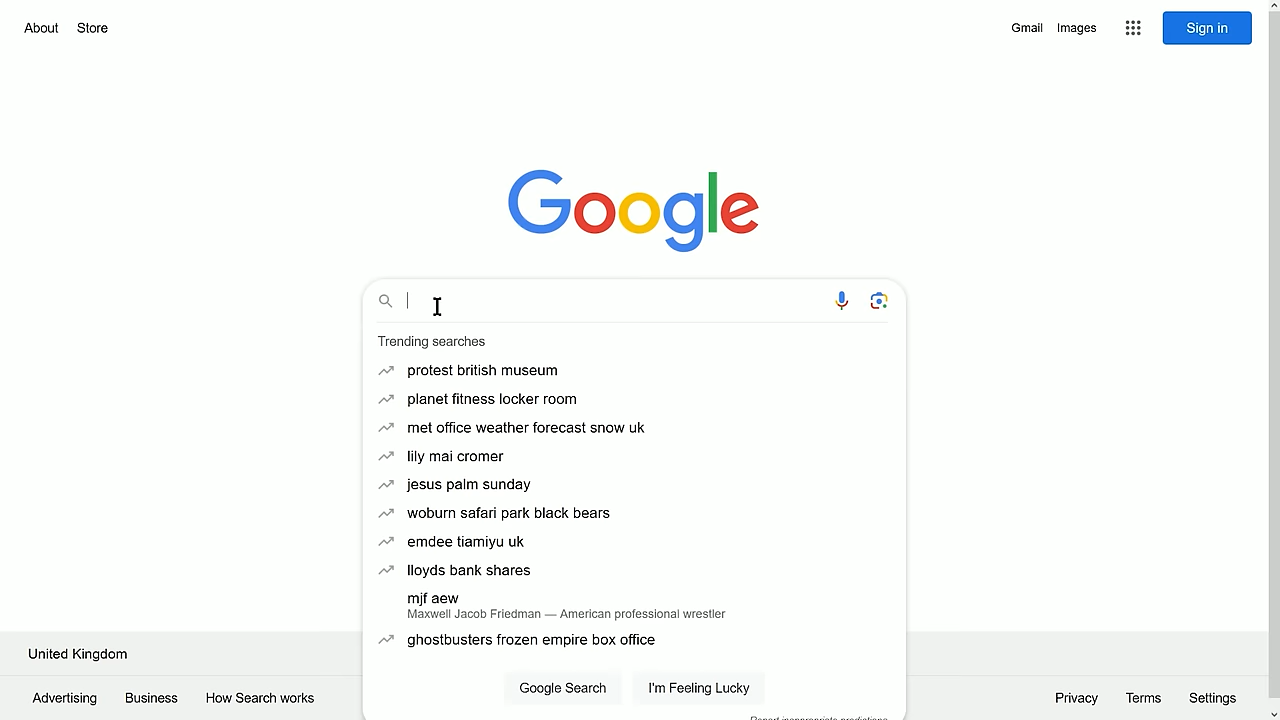 About Store Gmail Images Sign in
Google
Trending searches
protest british museum
planet fitness locker room
met office weather forecast snow uk
lily mai cromer
jesus palm sunday
woburn safari park black bears
emdee tiamiyu uk
lloyds bank shares
mjf aew
Maxwell Jacob Friedman — American professional wrestler
ghostbusters frozen empire box office
United Kingdom
Google Search I'm Feeling Lucky
Advertising Business How Search works Privacy Terms Settings
Report inappropriate predictions